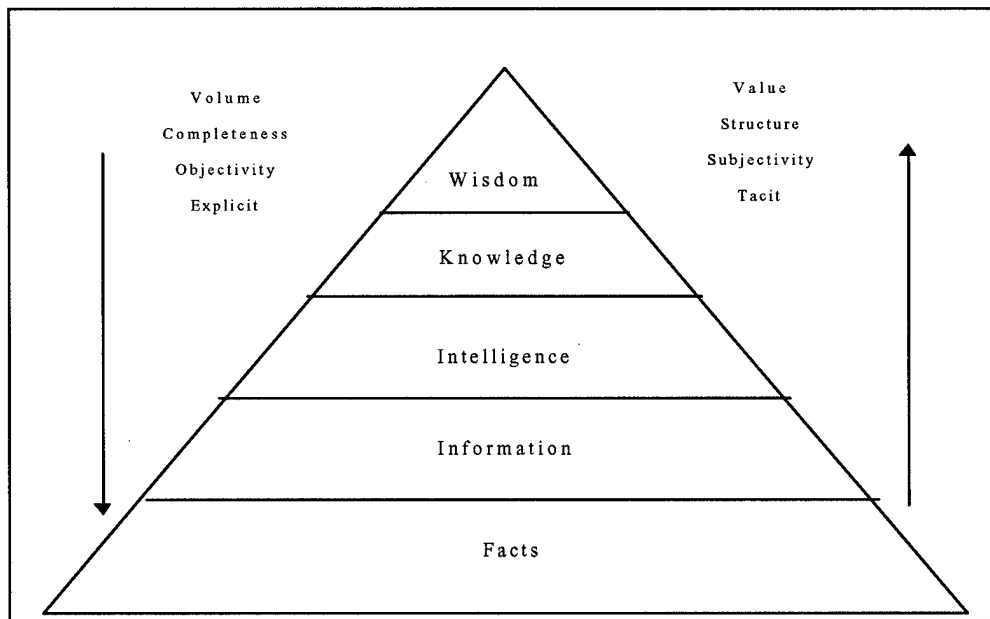 Volume
Completeness
Objectivity
Explicit
Value
Structure
Subjectivity
Tacit
Wisdom
Knowledge
Intelligence
Information
Facts